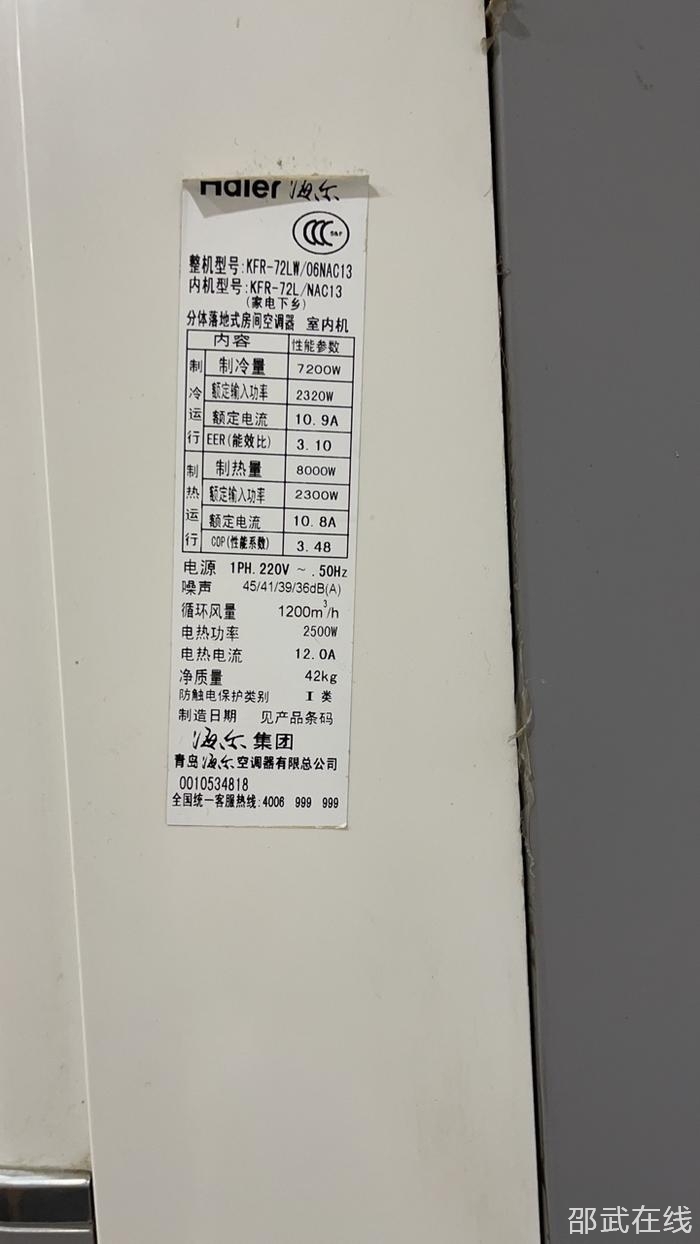 Haier 海尔
CCC S&F
整机型号:KFR-72LW/06NAC13
内机型号:KFR-72L/NAC13
(家电下乡)
分体落地式房间空调器 室内机
内容 性能参数
制冷运行
制冷量 7200W
额定输入功率 2320W
额定电流 10.9A
EER(能效比) 3.10
制热运行
制热量 8000W
额定输入功率 2300W
额定电流 10.8A
COP(性能系数) 3.48
电源 1PH.220V ~ .50Hz
噪声 45/41/39/36dB(A)
循环风量 1200m³/h
电热功率 2500W
电热电流 12.0A
净质量 42kg
防触电保护类别 I 类
制造日期 见产品条码
海尔集团
青岛海尔空调器有限总公司
0010534818
全国统一客服热线:4006 999 999
邵武在线